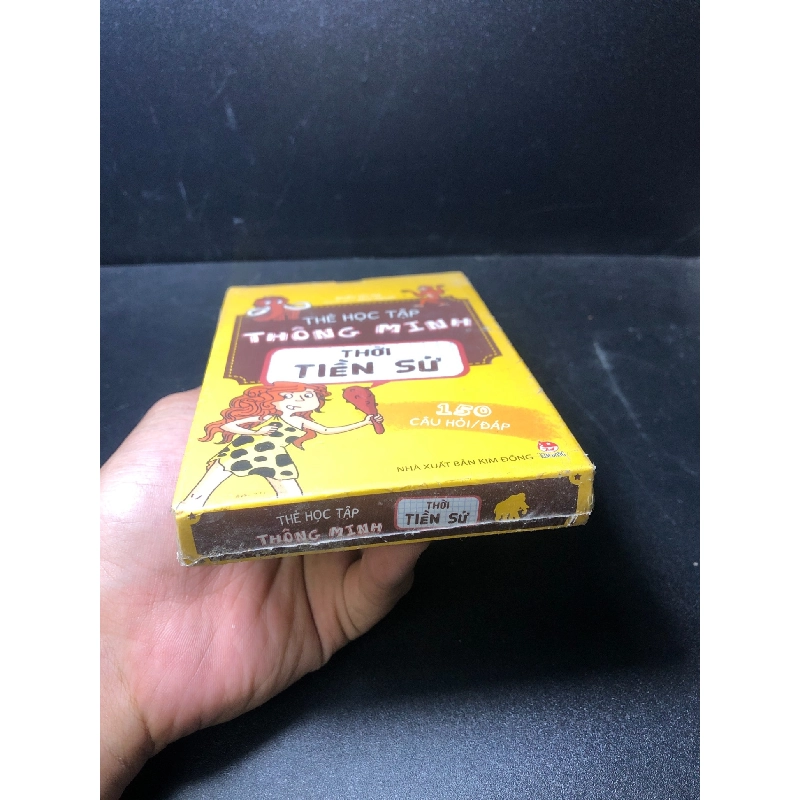 THẺ HỌC TẬP
THÔNG MINH
THỜI
TIỀN SỬ
150
CÂU HỎI/ĐÁP
NHÀ XUẤT BẢN KIM ĐỒNG
THẺ HỌC TẬP
THÔNG MINH
THỜI
TIỀN SỬ